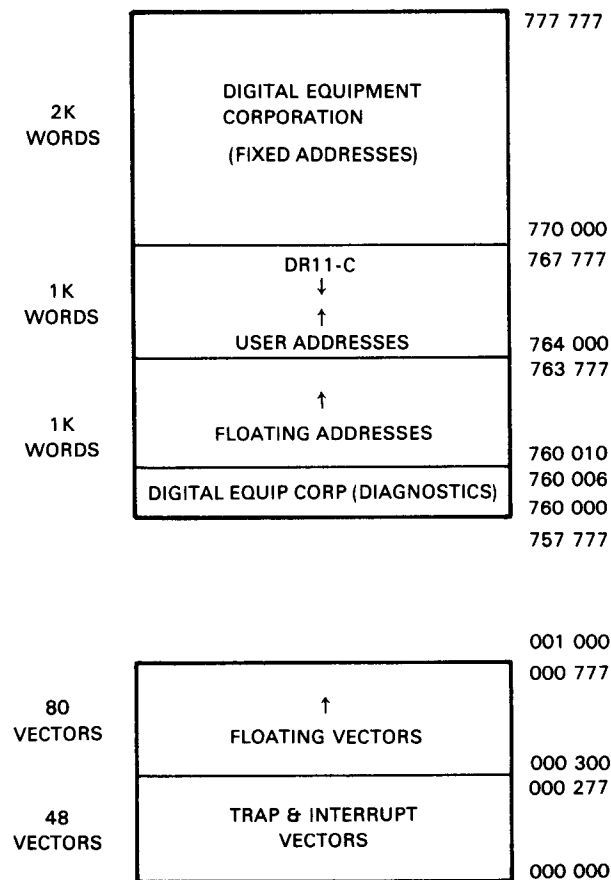 777 777
DIGITAL EQUIPMENT
CORPORATION
(FIXED ADDRESSES)
2K
WORDS
770 000
DR11-C
↓
767 777
1K
WORDS
↑
USER ADDRESSES
764 000
763 777
↑
FLOATING ADDRESSES
1K
WORDS
760 010
DIGITAL EQUIP CORP (DIAGNOSTICS)
760 006
760 000
757 777
001 000
000 777
80
VECTORS
↑
FLOATING VECTORS
000 300
000 277
48
VECTORS
TRAP & INTERRUPT
VECTORS
000 000